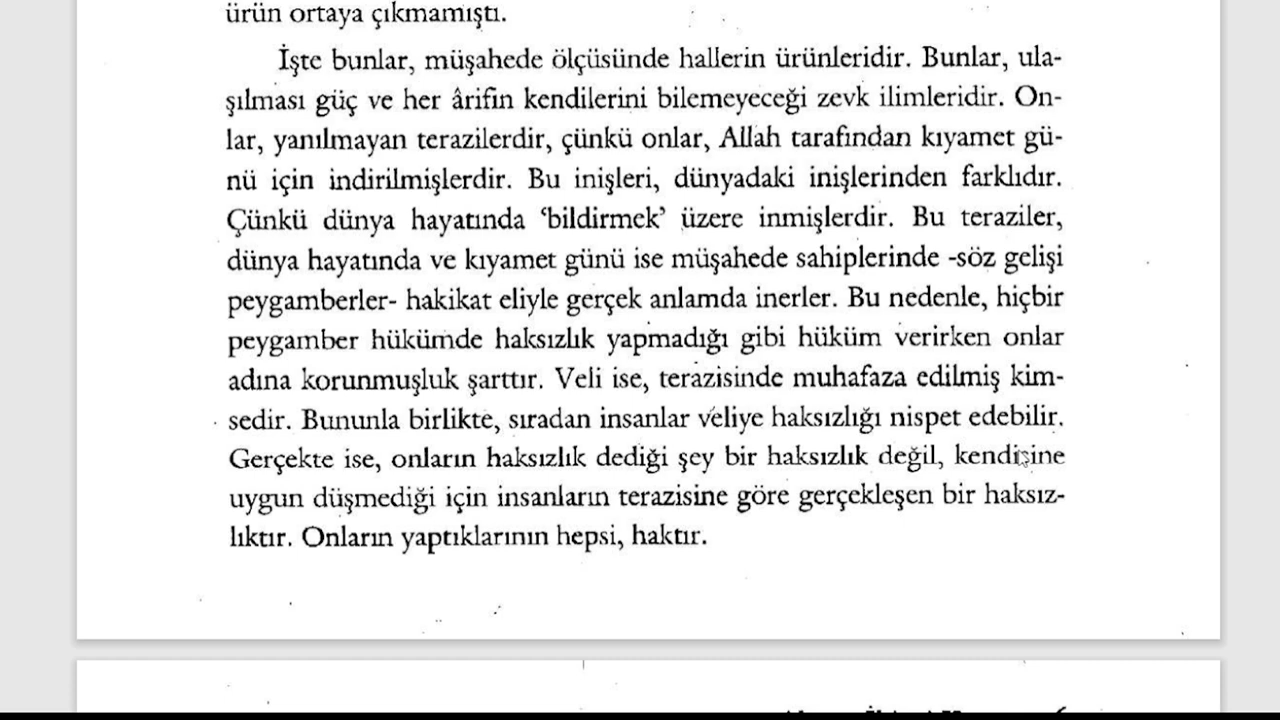 ürün ortaya çıkmamıştı.
İşte bunlar, müşahede ölçüsünde hallerin ürünleridir. Bunlar, ula-
şılması güç ve her ârifin kendilerini bilemeyeceği zevk ilimleridir. On-
lar, yanılmayan terazilerdir, çünkü onlar, Allah tarafından kıyamet gü-
nü için indirilmişlerdir. Bu inişleri, dünyadaki inişlerinden farklıdır.
Çünkü dünya hayatında ‘bildirmek’ üzere inmişlerdir. Bu teraziler,
dünya hayatında ve kıyamet günü ise müşahede sahiplerinde -söz gelişi
peygamberler- hakikat eliyle gerçek anlamda inerler. Bu nedenle, hiçbir
peygamber hükümde haksızlık yapmadığı gibi hüküm verirken onlar
adına korunmuşluk şarttır. Veli ise, terazisinde muhafaza edilmiş kim-
sedir. Bununla birlikte, sıradan insanlar veliye haksızlığı nispet edebilir.
Gerçekte ise, onların haksızlık dediği şey bir haksızlık değil, kendisine
uygun düşmediği için insanların terazisine göre gerçekleşen bir haksız-
lıktır. Onların yaptıklarının hepsi, haktır.